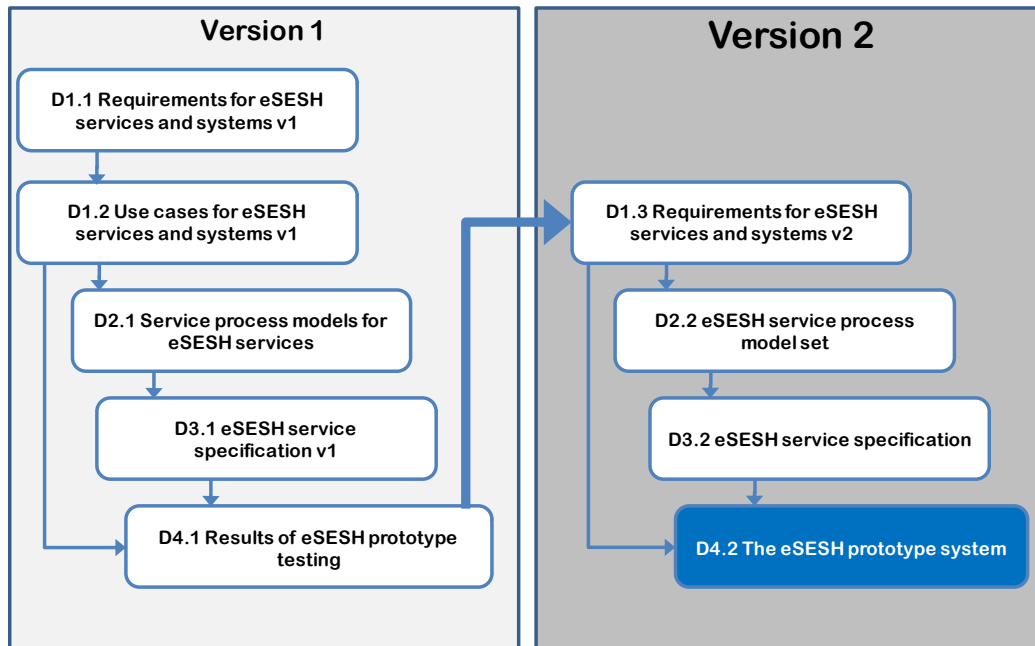 Version 1
D1.1 Requirements for eSESH
services and systems v1
D1.2 Use cases for eSESH
services and systems v1
D2.1 Service process models for
eSESH services
D3.1 eSESH service
specification v1
D4.1 Results of eSESH prototype
testing
Version 2
D1.3 Requirements for eSESH
services and systems v2
D2.2 eSESH service process
model set
D3.2 eSESH service specification
D4.2 The eSESH prototype system